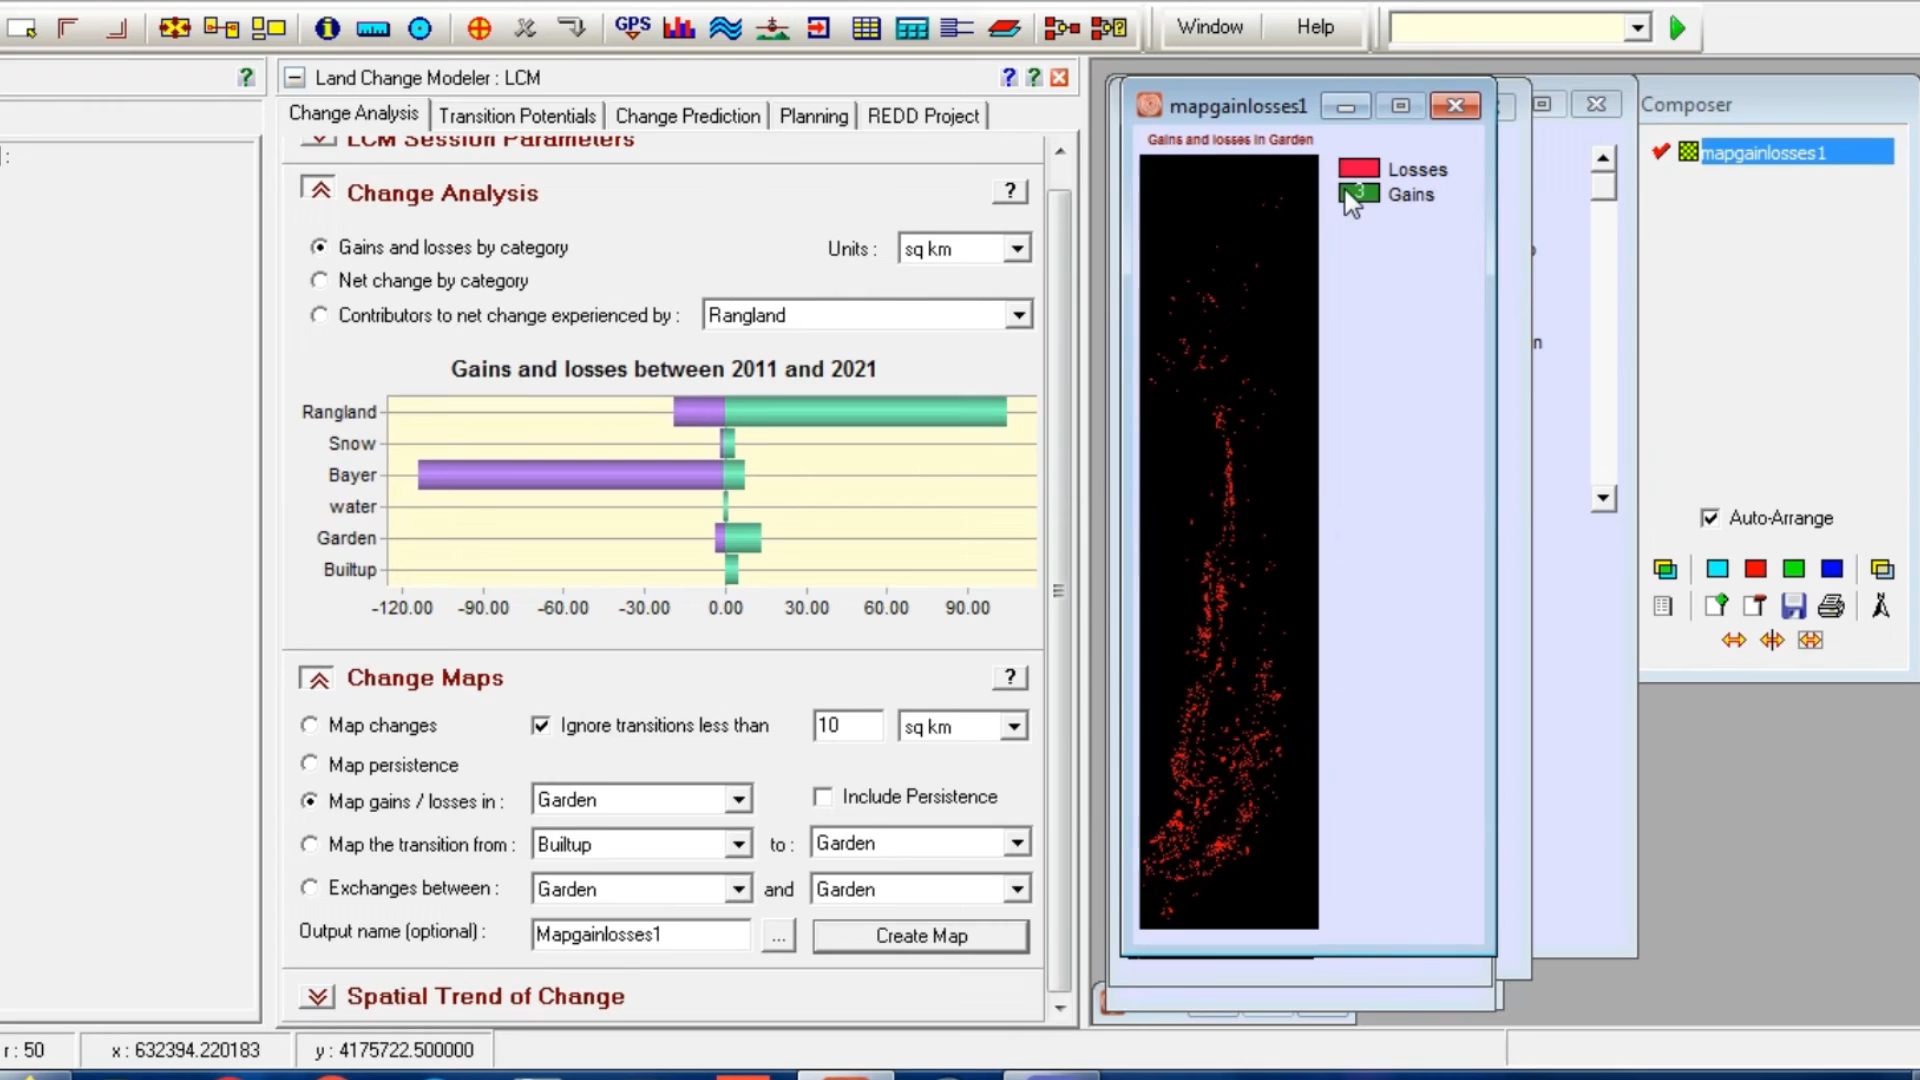 GPS
Window
Help
?
Land Change Modeler : LCM
? ?
Change Analysis
Transition Potentials
Change Prediction
Planning
REDD Project
LCM Session Parameters
Change Analysis
?
Gains and losses by category
Units :
sq km
Net change by category
Contributors to net change experienced by :
Rangland
Gains and losses between 2011 and 2021
Rangland
Snow
Bayer
water
Garden
Builtup
-120.00 -90.00 -60.00 -30.00 0.00 30.00 60.00 90.00
Change Maps
?
Map changes
Ignore transitions less than
10
sq km
Map persistence
Map gains / losses in :
Garden
Include Persistence
Map the transition from :
Builtup
to :
Garden
Exchanges between :
Garden
and
Garden
Output name (optional) :
Mapgainlosses1
...
Create Map
Spatial Trend of Change
mapgainlosses1
Gains and losses in Garden
Losses
3
Gains
n
Composer
mapgainlosses1
Auto-Arrange
r : 50
x : 632394.220183
y : 4175722.500000